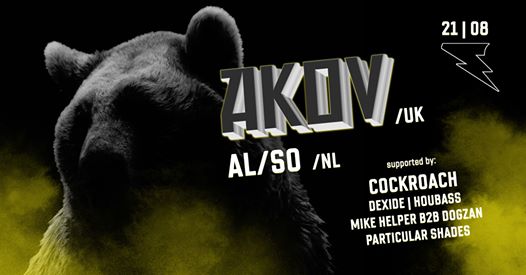 21 | 08
AKOV /UK
AL/SO /NL
supported by:
COCKROACH
DEXIDE | HOUBASS
MIKE HELPER B2B DOGZAN
PARTICULAR SHADES